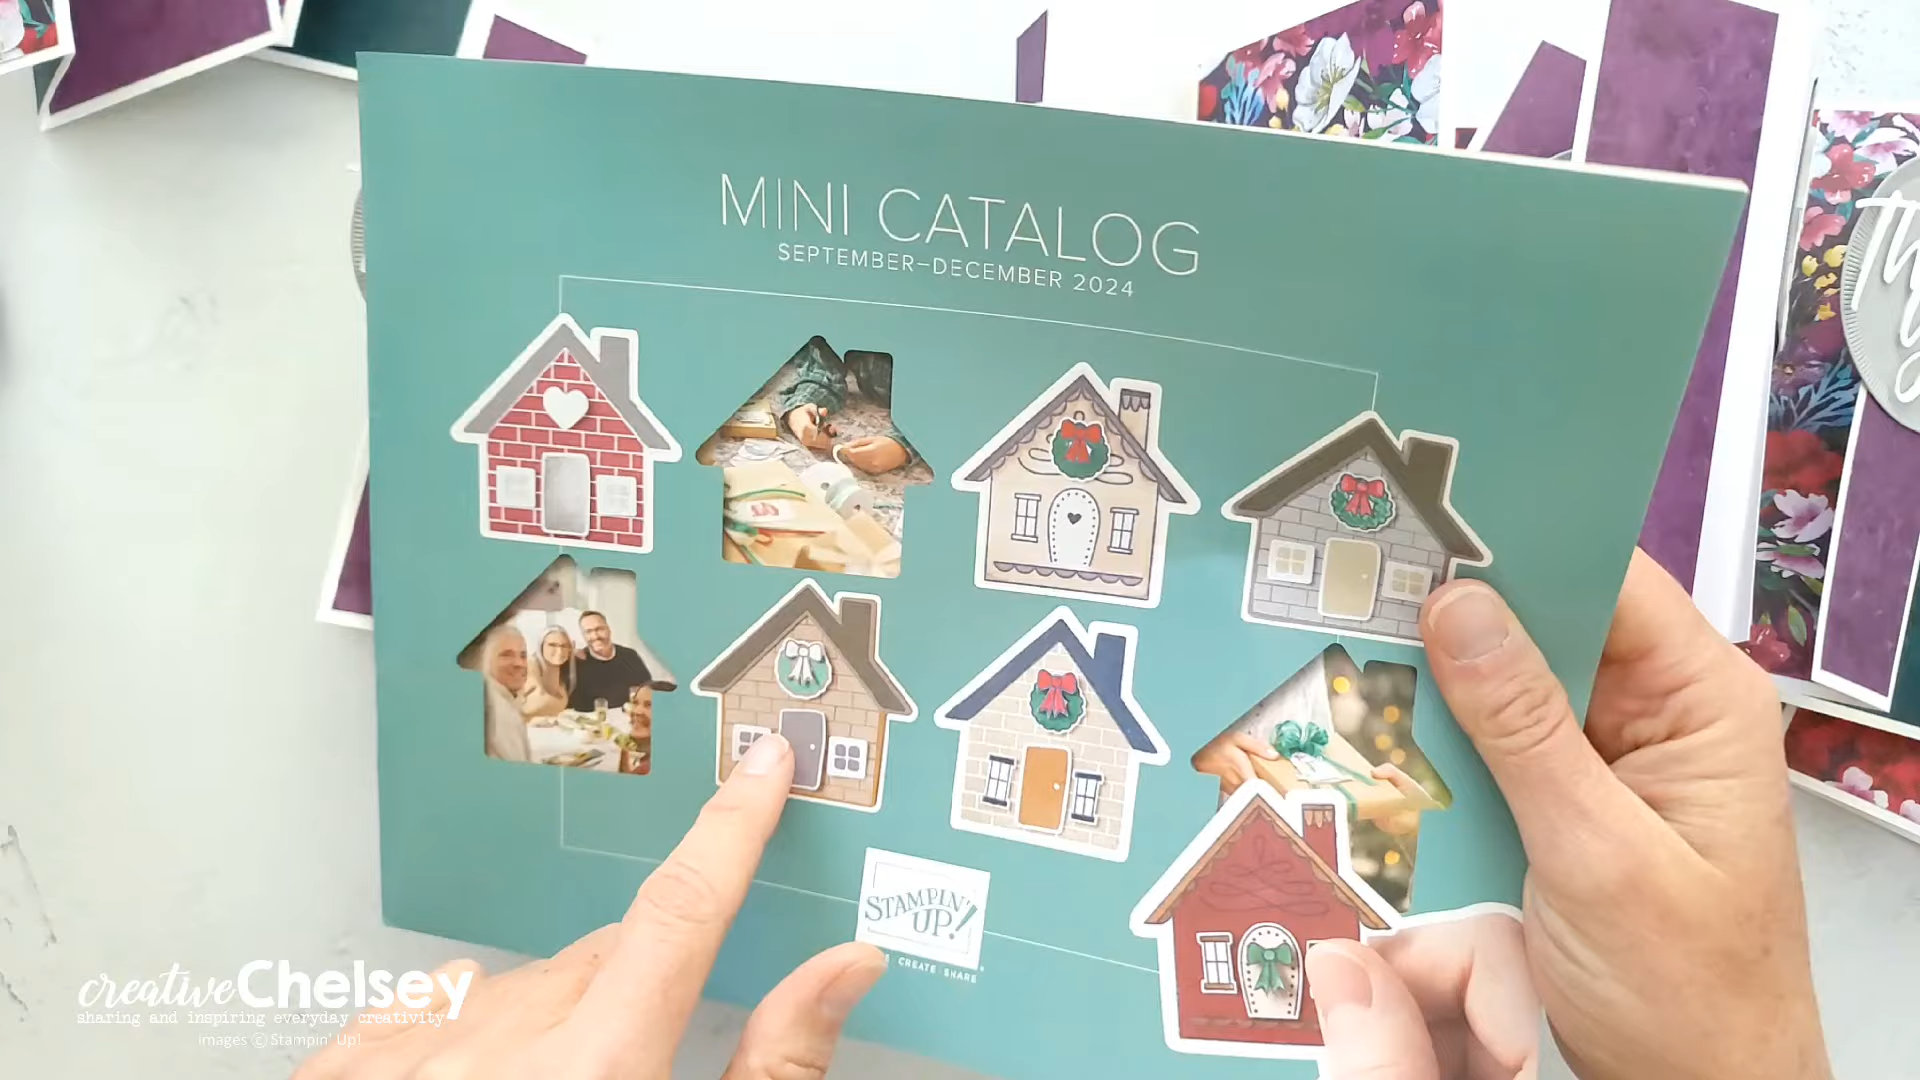 MINI CATALOG
SEPTEMBER–DECEMBER 2024
STAMPIN'
UP!
CREATE SHARE
creativeChelsey
sharing and inspiring everyday creativity
images © Stampin' Up!